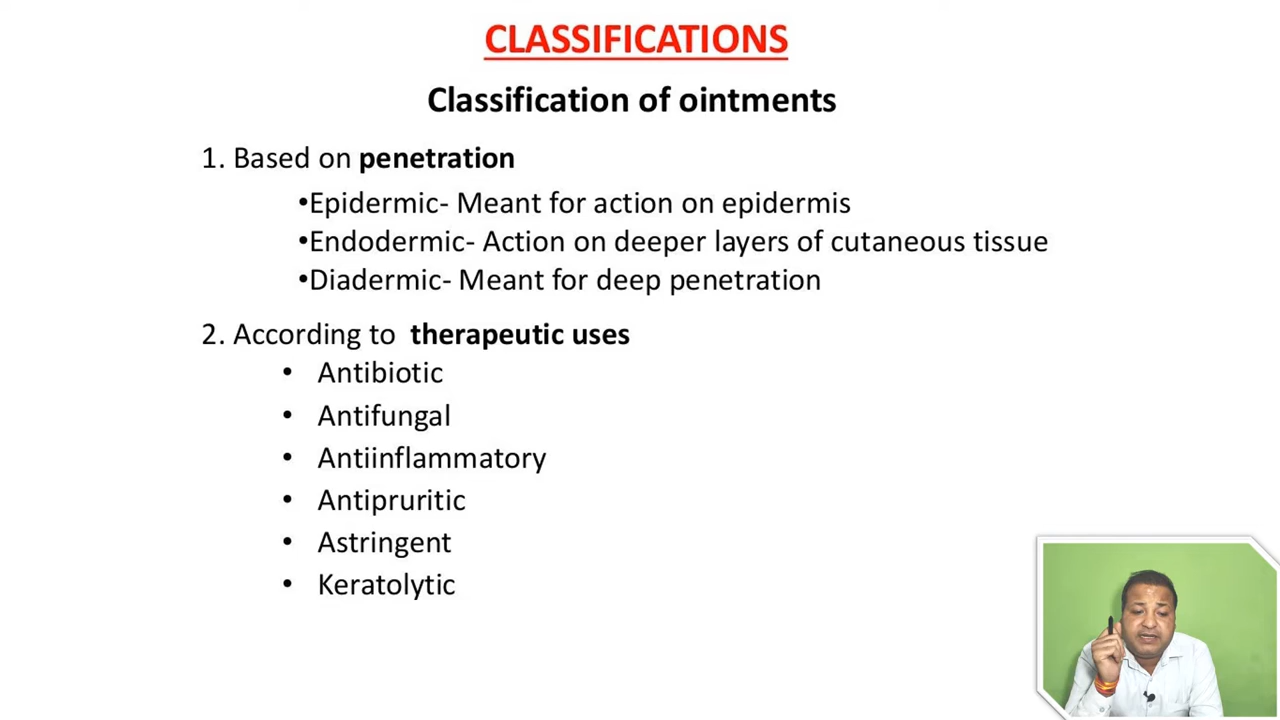 CLASSIFICATIONS
Classification of ointments
1. Based on penetration
•Epidermic- Meant for action on epidermis
•Endodermic- Action on deeper layers of cutaneous tissue
•Diadermic- Meant for deep penetration
2. According to therapeutic uses
• Antibiotic
• Antifungal
• Antiinflammatory
• Antipruritic
• Astringent
• Keratolytic